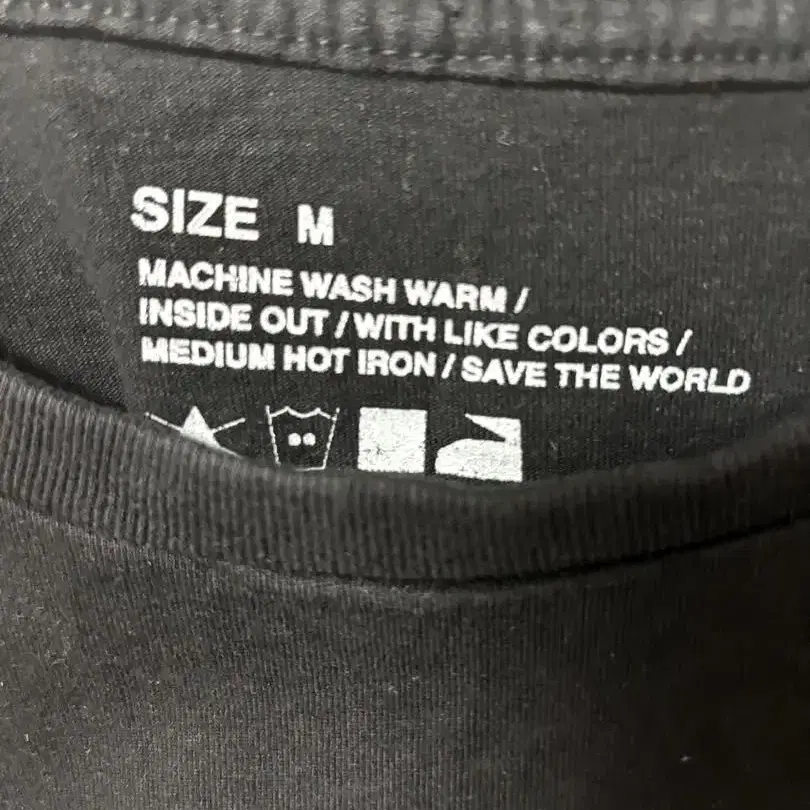 SIZE M
MACHINE WASH WARM /
INSIDE OUT / WITH LIKE COLORS /
MEDIUM HOT IRON / SAVE THE WORLD